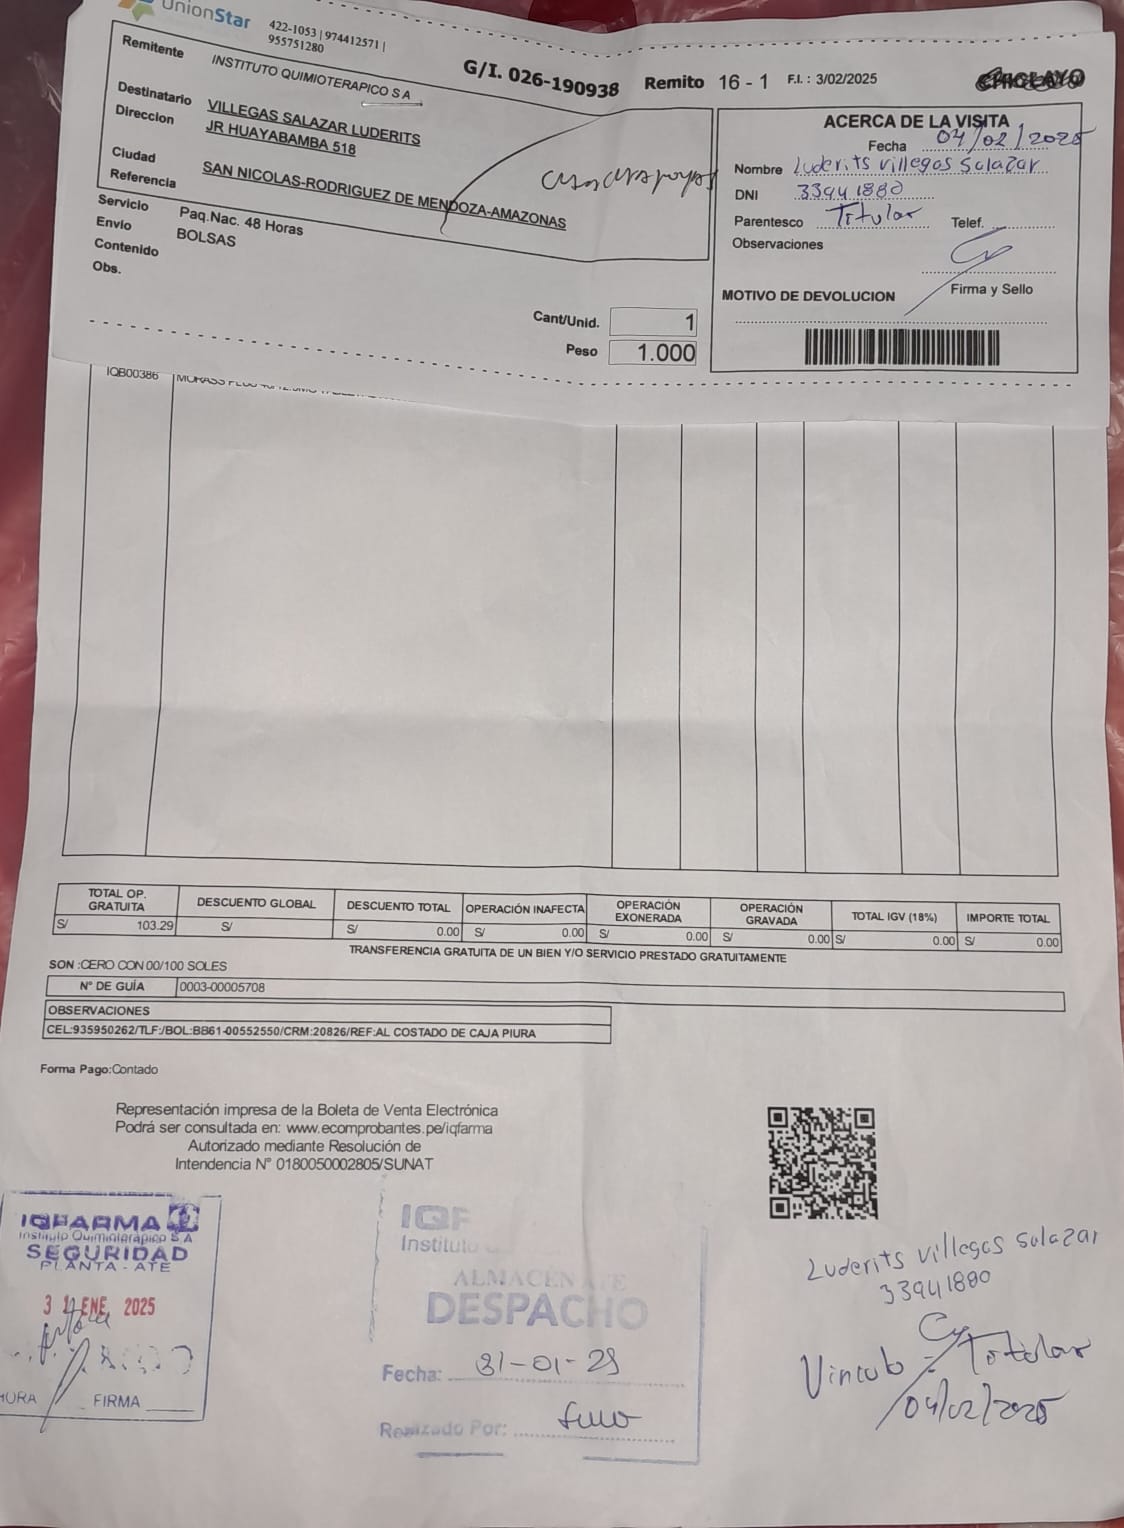 UnionStar
422-1053 | 974412571 |
955751280
G/I. 026-190938 Remito 16 - 1 F.I. : 3/02/2025 CHICLAYO
Remitente INSTITUTO QUIMIOTERAPICO S A
Destinatario VILLEGAS SALAZAR LUDERITS
Direccion JR HUAYABAMBA 518
Ciudad SAN NICOLAS-RODRIGUEZ DE MENDOZA-AMAZONAS
Referencia
Servicio Paq.Nac. 48 Horas
Envio BOLSAS
Contenido
Obs.
Cant/Unid. 1
Peso 1.000
ACERCA DE LA VISITA
Fecha 04/02/2025
Nombre Luderits villegas Salazar
DNI 33941880
Parentesco Titular Telef.
Observaciones
Firma y Sello
MOTIVO DE DEVOLUCION
IQB00386
TOTAL OP. GRATUITA DESCUENTO GLOBAL DESCUENTO TOTAL OPERACIÓN INAFECTA OPERACIÓN EXONERADA OPERACIÓN GRAVADA TOTAL IGV (18%) IMPORTE TOTAL
S/ 103.29 S/ S/ 0.00 S/ 0.00 S/ 0.00 S/ 0.00 S/ 0.00 S/ 0.00
TRANSFERENCIA GRATUITA DE UN BIEN Y/O SERVICIO PRESTADO GRATUITAMENTE
SON :CERO CON 00/100 SOLES
N° DE GUÍA 0003-00005708
OBSERVACIONES
CEL:935950262/TLF:/BOL:BB61-00552550/CRM:20826/REF:AL COSTADO DE CAJA PIURA
Forma Pago:Contado
Representación impresa de la Boleta de Venta Electrónica
Podrá ser consultada en: www.ecomprobantes.pe/iqfarma
Autorizado mediante Resolución de
Intendencia N° 0180050002805/SUNAT
IQFARMA
Instituto Quimioterápico S A
SEGURIDAD
PLANTA - ATE
3 1 ENE. 2025
HORA FIRMA
IQF
Instituto
ALMACEN ATE
DESPACHO
Fecha: 31-01-25
Realizado Por:
Luderits villegas Salazar
33941880
Vinculo - Titular
04/02/2025